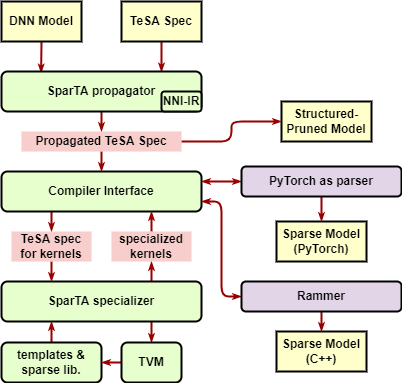 DNN Model
TeSA Spec
SparTA propagator
NNI-IR
Propagated TeSA Spec
Structured-
Pruned Model
Compiler Interface
PyTorch as parser
TeSA spec
for kernels
specialized
kernels
Sparse Model
(PyTorch)
SparTA specializer
Rammer
templates &
sparse lib.
TVM
Sparse Model
(C++)